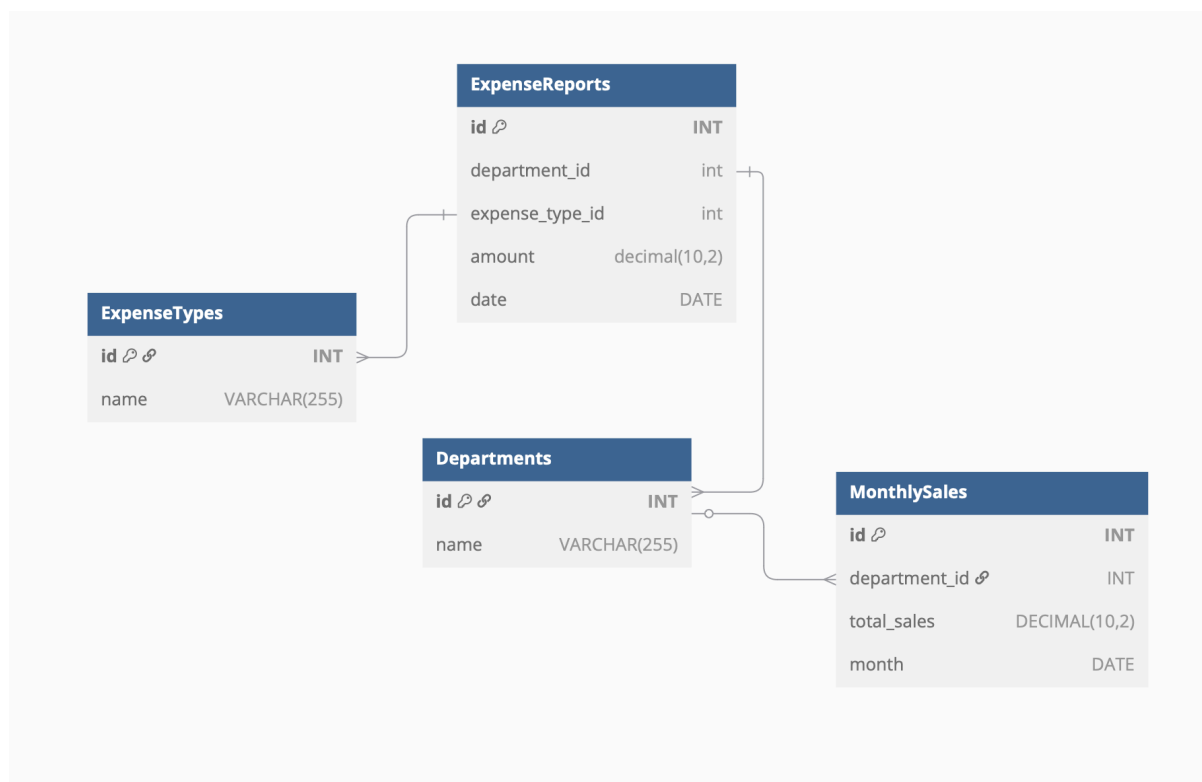 ExpenseReports
id INT
department_id int
expense_type_id int
amount decimal(10,2)
date DATE
ExpenseTypes
id INT
name VARCHAR(255)
Departments
id INT
name VARCHAR(255)
MonthlySales
id INT
department_id INT
total_sales DECIMAL(10,2)
month DATE